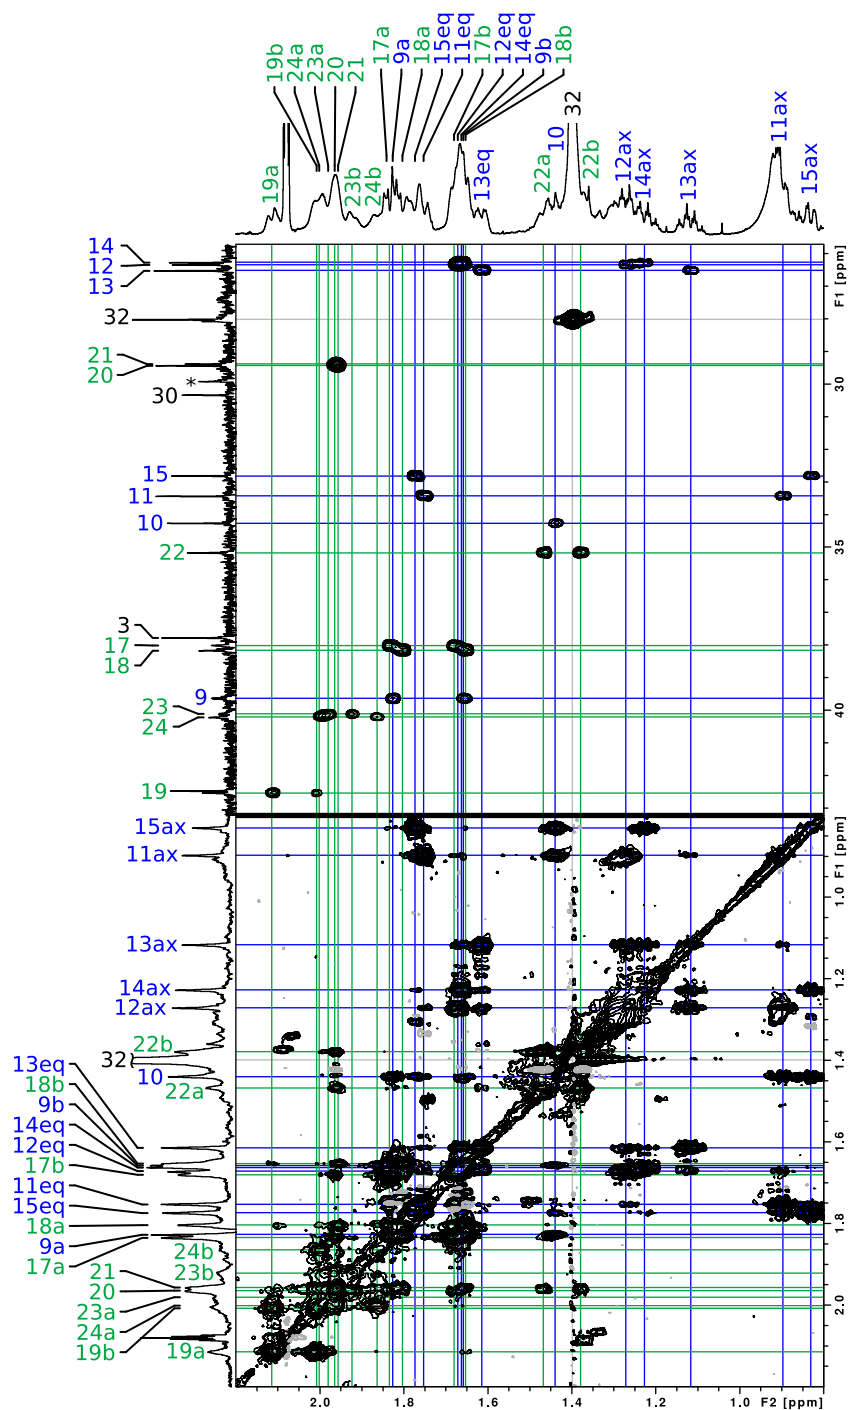 19b
24a
23a
20
21
17a
9a
18a
15eq
11eq
17b
12eq
14eq
9b
18b
19a
23b
24b
13eq
22a
10
32
22b
12ax
14ax
13ax
11ax
15ax
14
12
13
32
21
20
*
30
15
11
10
22
3
17
18
9
23
24
19
F1 [ppm]
30
35
40
15ax
11ax
13ax
14ax
12ax
22b
32
13eq
10
18b
22a
9b
14eq
12eq
17b
11eq
15eq
18a
9a
24b
17a
23b
21
20
23a
24a
19b
19a
F1 [ppm]
1.0
1.2
1.4
1.6
1.8
2.0
2.0
1.8
1.6
1.4
1.2
1.0
F2 [ppm]